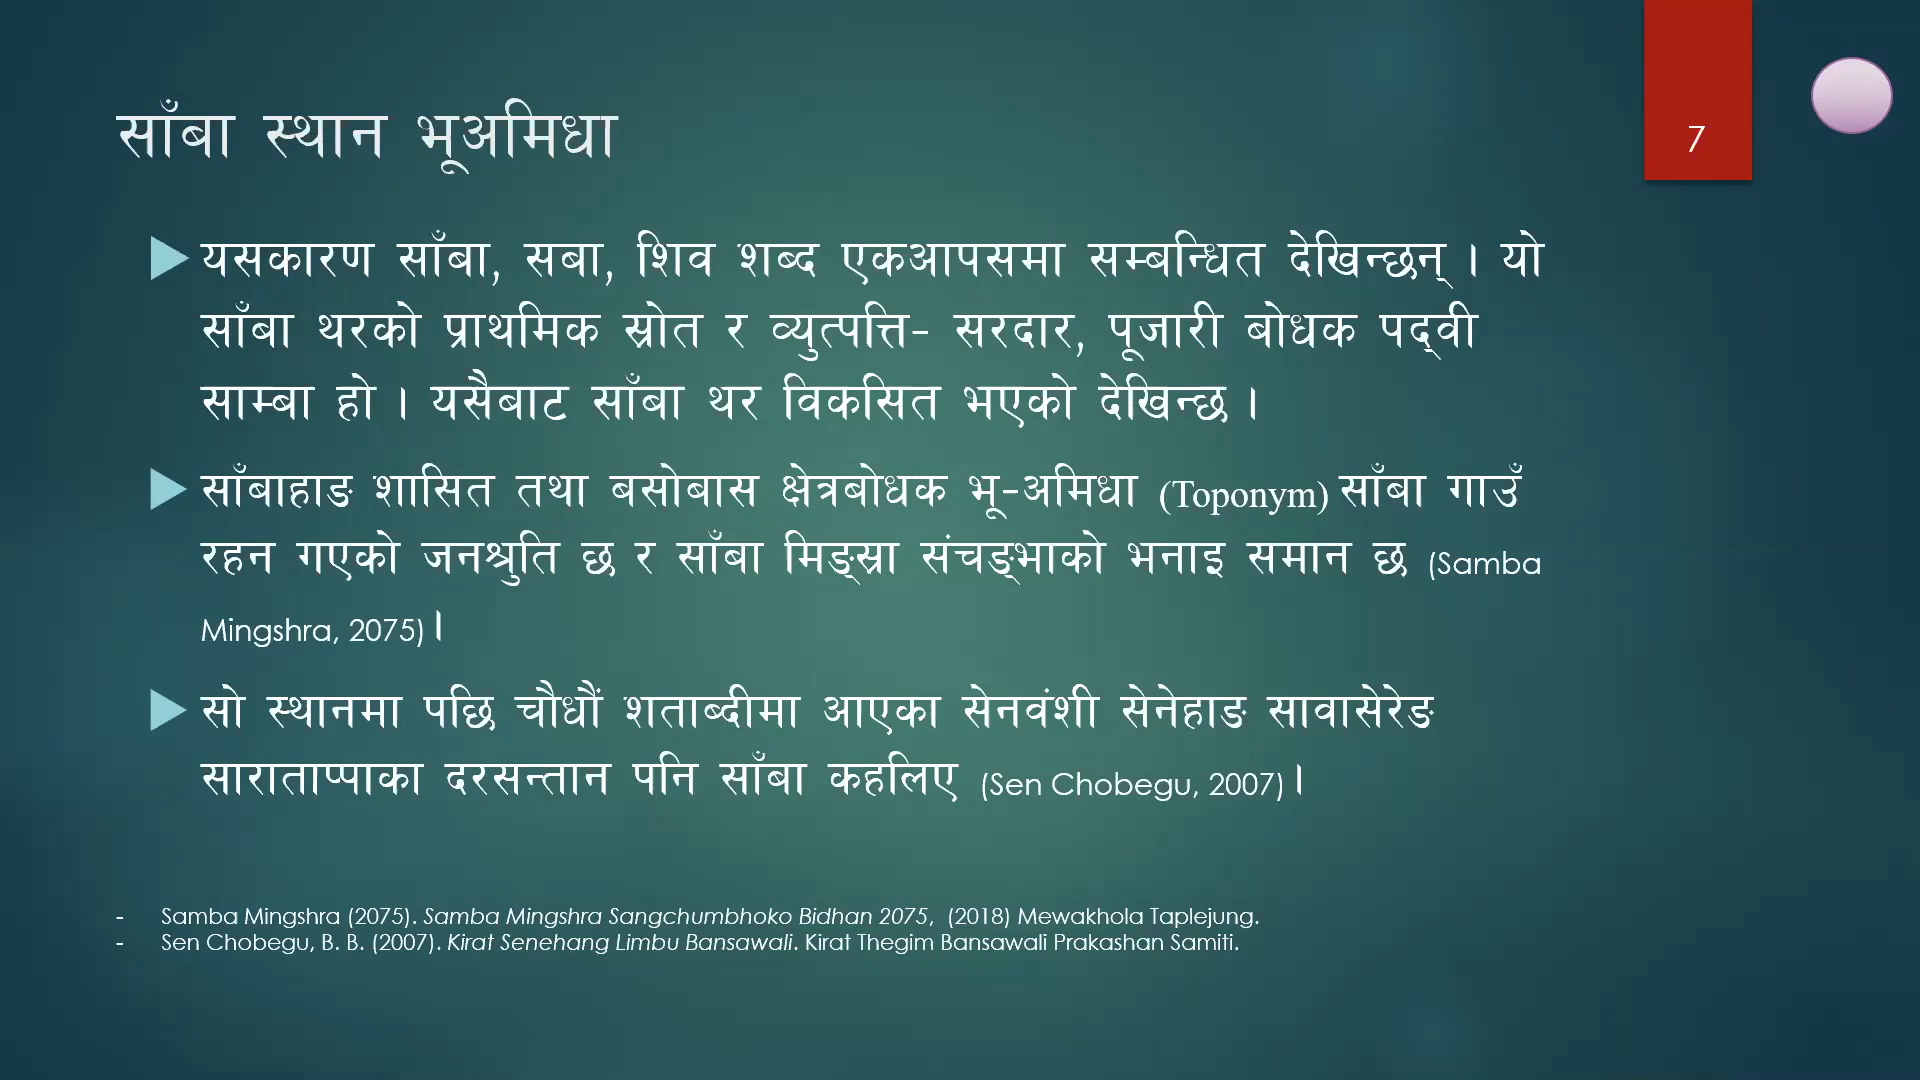 साँबा स्थान भूअमिधा
7
यसकारण साँबा, सबा, शिव शब्द एकआपसमा सम्बन्धित देखिन्छन् । यो
साँबा थरको प्राथमिक स्रोत र व्युत्पत्ति- सरदार, पूजारी बोधक पद्वी
साम्बा हो । यसैबाट साँबा थर विकसित भएको देखिन्छ ।
साँबाहाङ शासित तथा बसोबास क्षेत्रबोधक भू-अमिधा (Toponym) साँबा गाउँ
रहन गएको जनश्रुति छ र साँबा मिङ्स्रा संचङ्भाको भनाइ समान छ (Samba
Mingshra, 2075)।
सो स्थानमा पछि चौधौं शताब्दीमा आएका सेनवंशी सेनेहाङ सावासेरेङ
साराताप्पाका दरसन्तान पनि साँबा कहलिए (Sen Chobegu, 2007)।
- Samba Mingshra (2075). Samba Mingshra Sangchumbhoko Bidhan 2075, (2018) Mewakhola Taplejung.
- Sen Chobegu, B. B. (2007). Kirat Senehang Limbu Bansawali. Kirat Thegim Bansawali Prakashan Samiti.